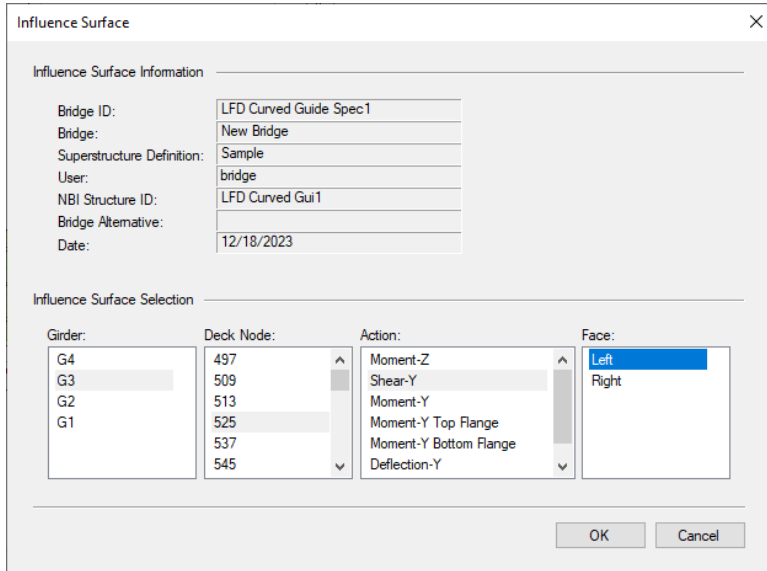 Influence Surface
Influence Surface Information
Bridge ID: LFD Curved Guide Spec1
Bridge: New Bridge
Superstructure Definition: Sample
User: bridge
NBI Structure ID: LFD Curved Gui1
Bridge Alternative:
Date: 12/18/2023
Influence Surface Selection
Girder: Deck Node: Action: Face:
G4 497 Moment-Z Left
G3 509 Shear-Y Right
G2 513 Moment-Y
G1 525 Moment-Y Top Flange
537 Moment-Y Bottom Flange
545 Deflection-Y
OK Cancel